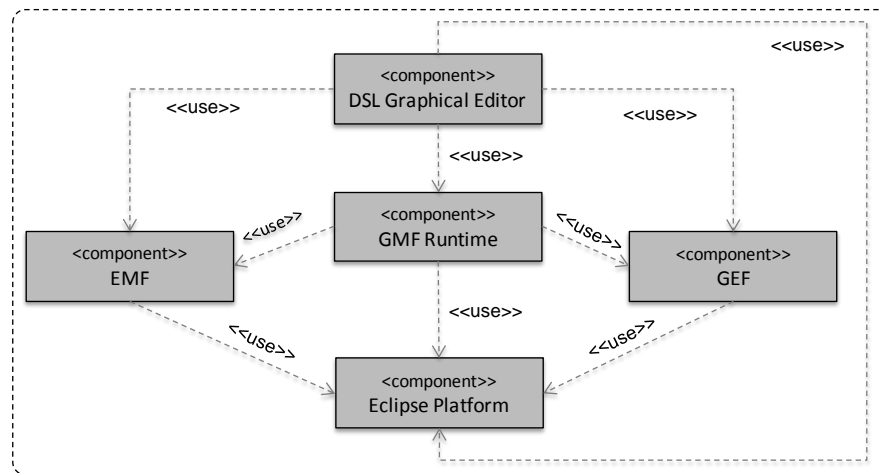 <<use>>
<component>>
DSL Graphical Editor
<<use>>
<<use>>
<<use>>
<component>>
GMF Runtime
<<use>>
<<use>>
<component>>
EMF
<component>>
GEF
<<use>>
<<use>>
<<use>>
<component>>
Eclipse Platform